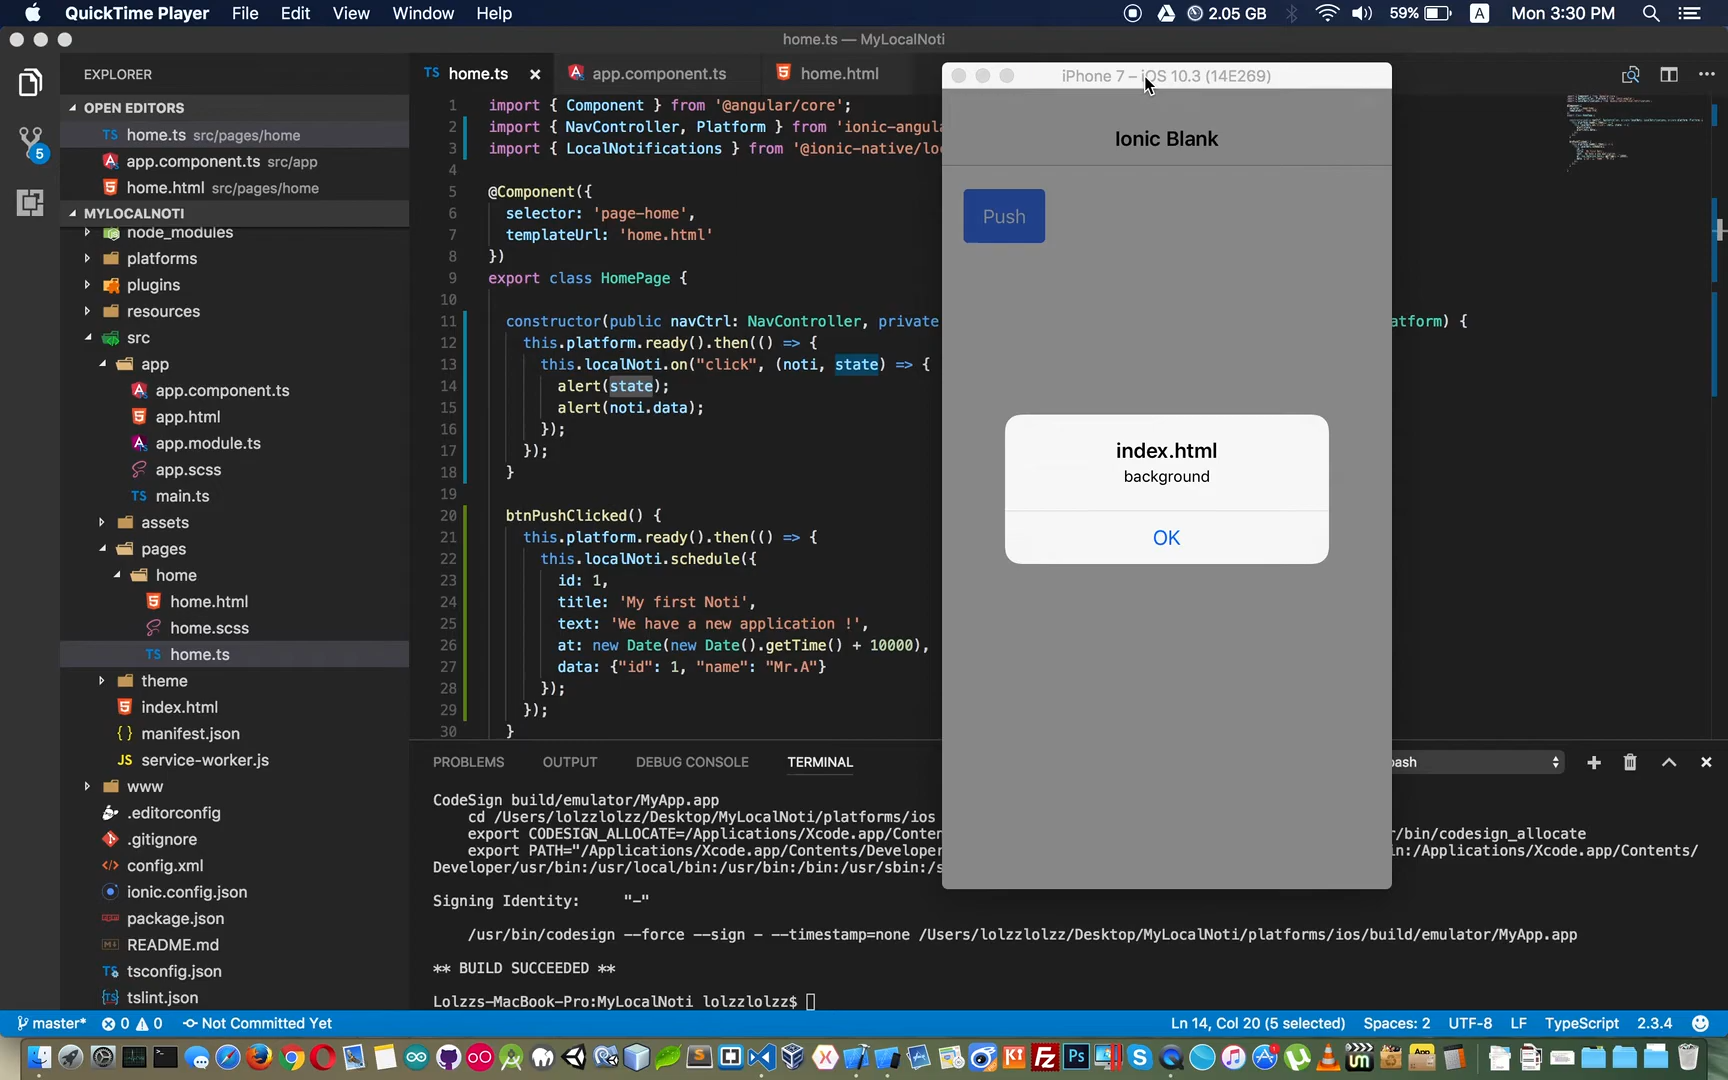 QuickTime Player File Edit View Window Help 2.05 GB 59% A Mon 3:30 PM
home.ts — MyLocalNoti
EXPLORER
OPEN EDITORS
TS home.ts src/pages/home
app.component.ts src/app
home.html src/pages/home
5
MYLOCALNOTI
node_modules
platforms
plugins
resources
src
app
app.component.ts
app.html
app.module.ts
app.scss
TS main.ts
assets
pages
home
home.html
home.scss
TS home.ts
theme
index.html
{ } manifest.json
JS service-worker.js
www
.editorconfig
.gitignore
config.xml
ionic.config.json
package.json
README.md
tsconfig.json
tslint.json
TS home.ts app.component.ts home.html
1 import { Component } from '@angular/core';
2 import { NavController, Platform } from 'ionic-angu
3 import { LocalNotifications } from '@ionic-native/lo
4
5 @Component({
6 selector: 'page-home',
7 templateUrl: 'home.html'
8 })
9 export class HomePage {
10
11 constructor(public navCtrl: NavController, private atform) {
12 this.platform.ready().then(() => {
13 this.localNoti.on("click", (noti, state) => {
14 alert(state);
15 alert(noti.data);
16 });
17 });
18 }
19
20 btnPushClicked() {
21 this.platform.ready().then(() => {
22 this.localNoti.schedule({
23 id: 1,
24 title: 'My first Noti',
25 text: 'We have a new application !',
26 at: new Date(new Date().getTime() + 10000),
27 data: {"id": 1, "name": "Mr.A"}
28 });
29 });
30 }
iPhone 7 – iOS 10.3 (14E269)
Ionic Blank
Push
index.html
background
OK
PROBLEMS OUTPUT DEBUG CONSOLE TERMINAL bash
CodeSign build/emulator/MyApp.app
cd /Users/lolzzlolzz/Desktop/MyLocalNoti/platforms/ios
export CODESIGN_ALLOCATE=/Applications/Xcode.app/Conten r/bin/codesign_allocate
export PATH="/Applications/Xcode.app/Contents/Developer in:/Applications/Xcode.app/Contents/
Developer/usr/bin:/usr/local/bin:/usr/bin:/bin:/usr/sbin:/s
Signing Identity: "-"
/usr/bin/codesign --force --sign - --timestamp=none /Users/lolzzlolzz/Desktop/MyLocalNoti/platforms/ios/build/emulator/MyApp.app
** BUILD SUCCEEDED **
Lolzzs-MacBook-Pro:MyLocalNoti lolzzlolzz$
master* 0 0 Not Committed Yet Ln 14, Col 20 (5 selected) Spaces: 2 UTF-8 LF TypeScript 2.3.4